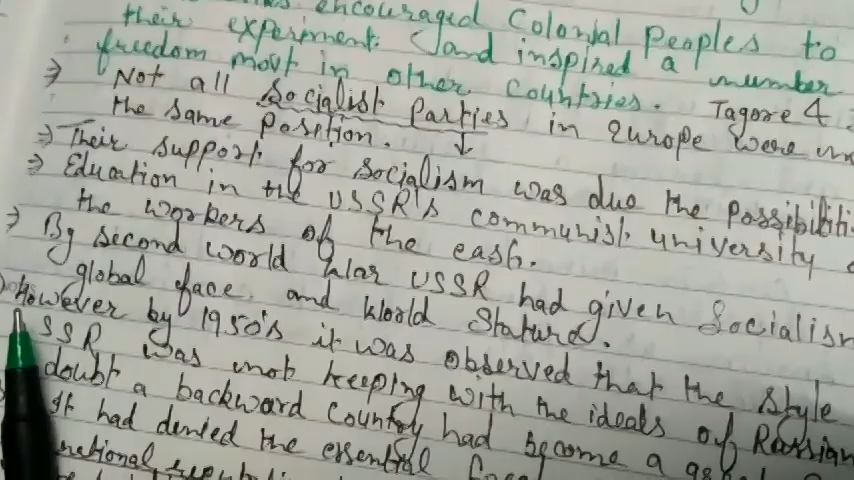 encouraged Colonial Peoples to
their experiment. and inspired a number
freedom movt in other countries. Tagore &
⇒ Not all Socialist Parties in Europe were
the same position.
⇒ Their support for socialism was due the Possibiliti
⇒ Eduation in the USSR's communist university
the workers of the east.
⇒ By second world War USSR had given Socialism
global face and World Stature.
However by 1950's it was observed that the style
USSR was not keeping with the ideals of Russian
doubt a backward country had become a
It had denied the essential